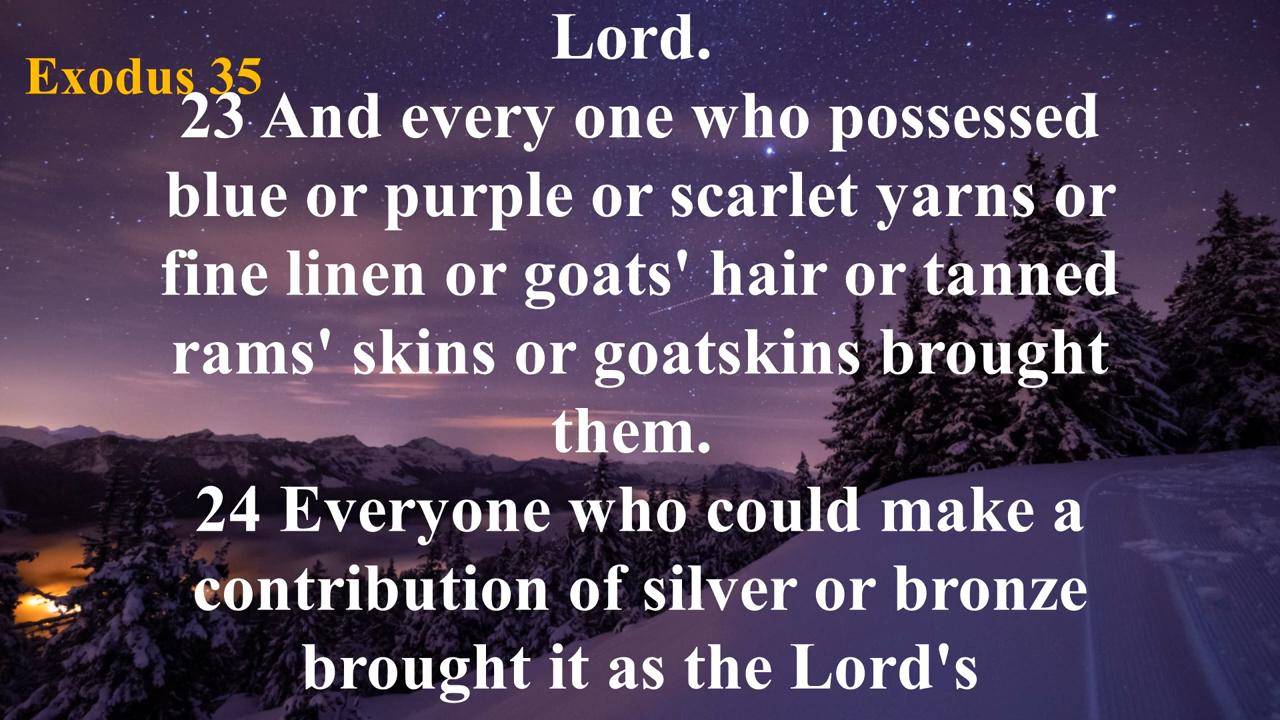 Lord.
Exodus 35
23 And every one who possessed
blue or purple or scarlet yarns or
fine linen or goats' hair or tanned
rams' skins or goatskins brought
them.
24 Everyone who could make a
contribution of silver or bronze
brought it as the Lord's